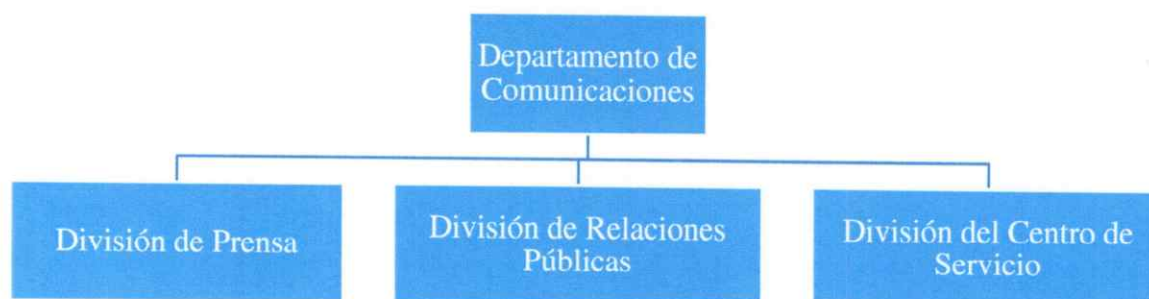 Departamento de
Comunicaciones
División de Prensa
División de Relaciones
Públicas
División del Centro de
Servicio